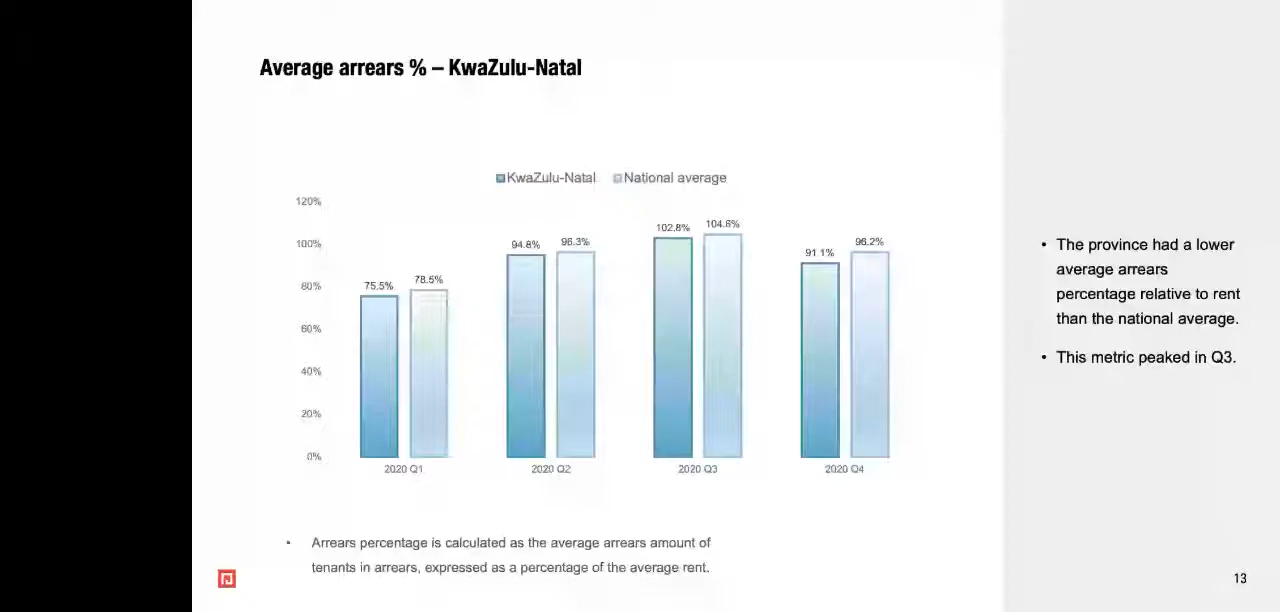 Average arrears % – KwaZulu-Natal
KwaZulu-Natal National average
120%
100%
80%
60%
40%
20%
0%
75.5% 78.5%
94.8% 96.3%
102.8% 104.6%
91.1% 96.2%
2020 Q1 2020 Q2 2020 Q3 2020 Q4
• Arrears percentage is calculated as the average arrears amount of
tenants in arrears, expressed as a percentage of the average rent.
• The province had a lower
average arrears
percentage relative to rent
than the national average.
• This metric peaked in Q3.
13